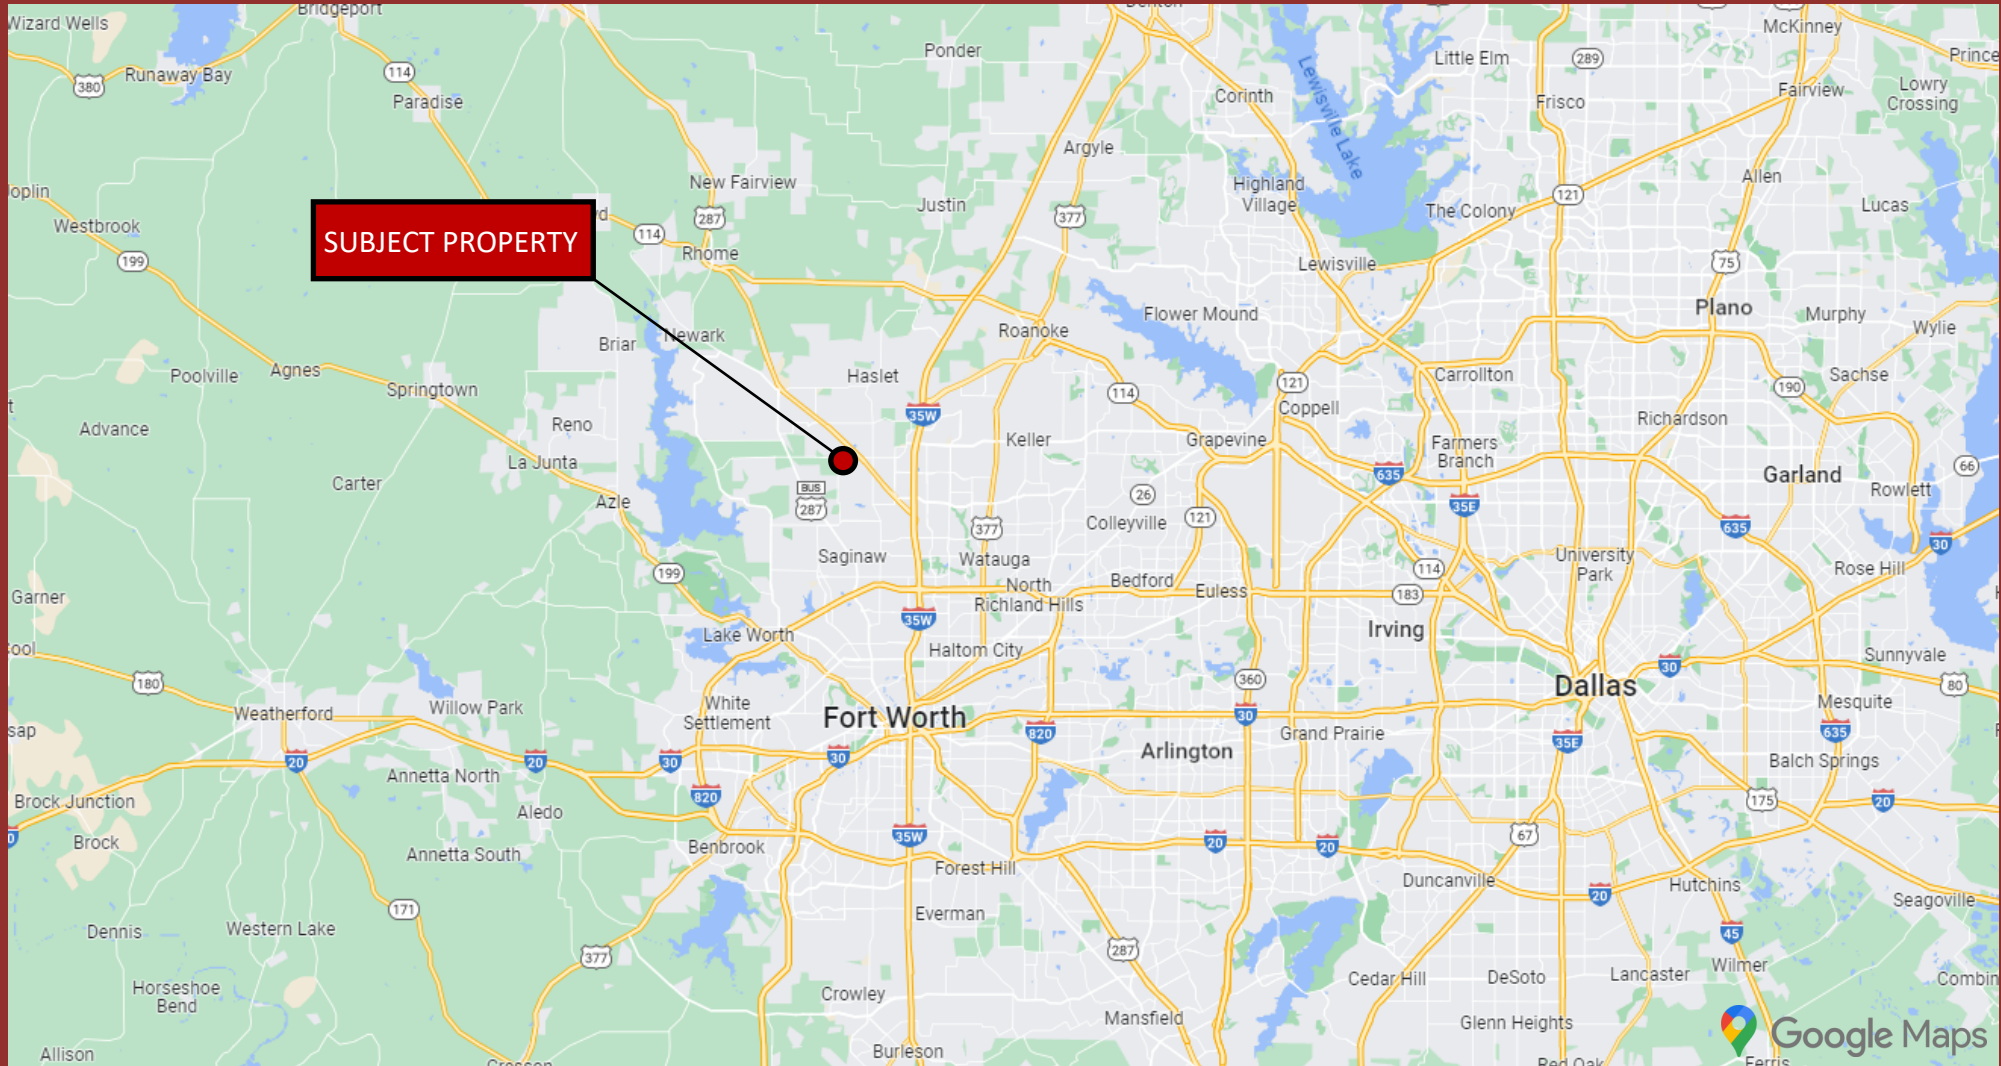 Bridgeport
Denton
Wizard Wells
McKinney
Ponder
Little Elm
289
Prince
Runaway Bay
114
380
Paradise
Corinth
Lewisville Lake
Frisco
Fairview
Lowry
Crossing
Argyle
New Fairview
Highland
Village
Allen
121
Joplin
Westbrook
Justin
287
377
The Colony
Lucas
SUBJECT PROPERTY
114
Rhome
199
Lewisville
75
Flower Mound
Plano
Murphy
Wylie
Roanoke
Newark
Briar
Poolville
Agnes
Springtown
Haslet
121
Carrollton
190
Sachse
114
35W
Coppell
Richardson
Reno
Advance
Keller
Grapevine
Farmers
Branch
La Junta
635
Garland
66
Carter
Azle
BUS
287
26
Colleyville
121
35E
Rowlett
377
635
30
Saginaw
Watauga
University
Park
199
Bedford
114
Rose Hill
Garner
North
Richland Hills
Euless
183
35W
Lake Worth
Irving
Haltom City
Sunnyvale
180
360
30
80
Dallas
Weatherford
Willow Park
White
Settlement
Fort Worth
30
Mesquite
820
Grand Prairie
35E
635
Arlington
20
20
30
30
Balch Springs
Annetta North
820
Brock Junction
Aledo
175
20
Brock
35W
67
20
20
Annetta South
Benbrook
Forest Hill
Duncanville
Hutchins
20
Seagoville
171
Everman
Dennis
Western Lake
45
377
287
Cedar Hill
DeSoto
Lancaster
Wilmer
Combin
Horseshoe
Bend
Crowley
Mansfield
Glenn Heights
Google Maps
Allison
Burleson
Red Oak
Ferris
Cresson